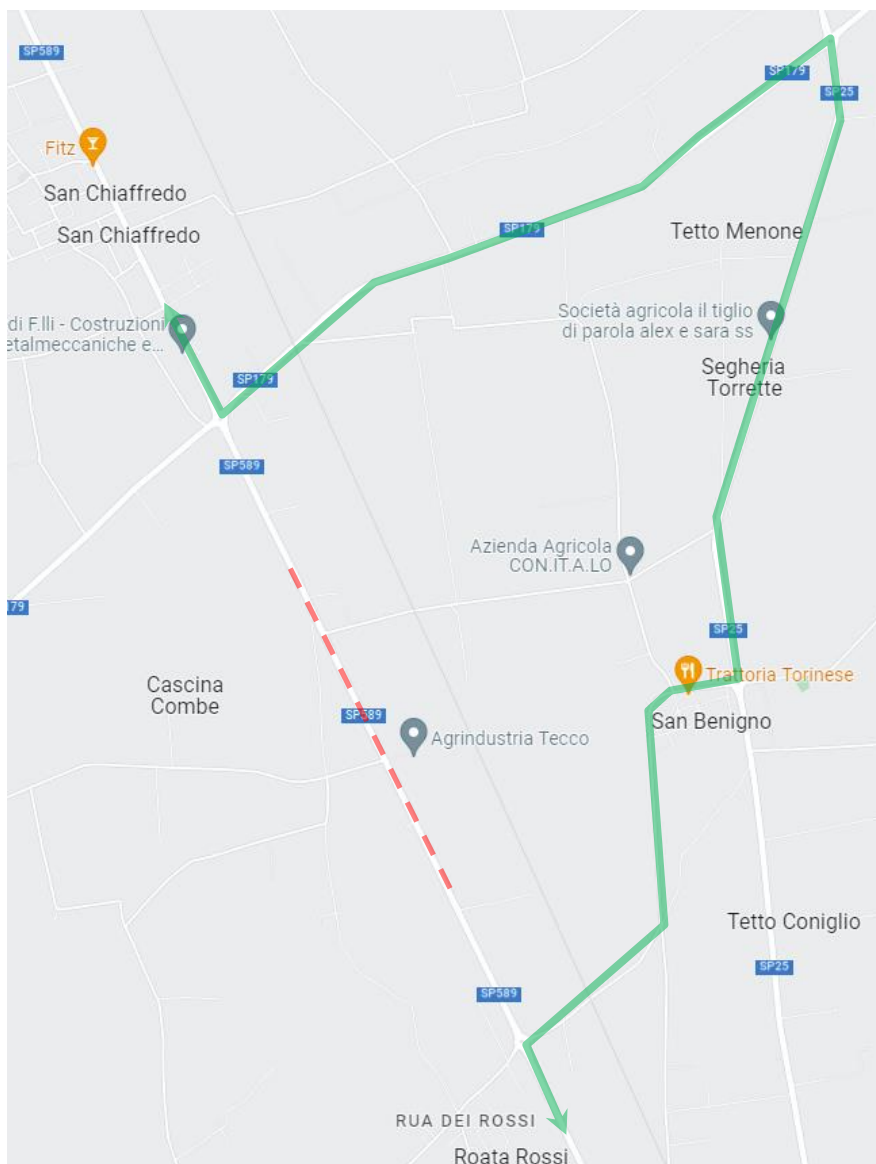 SP589
SP179
SP25
Fitz
San Chiaffredo
San Chiaffredo
SP179
Tetto Menone
Società agricola il tiglio
di parola alex e sara ss
di F.lli - Costruzioni
etalmeccaniche e...
Segheria
Torrette
SP179
SP589
Azienda Agricola
CON.IT.A.LO
79
SP25
Trattoria Torinese
Cascina
Combe
San Benigno
SP589
Agrindustria Tecco
Tetto Coniglio
SP25
SP589
RUA DEI ROSSI
Roata Rossi